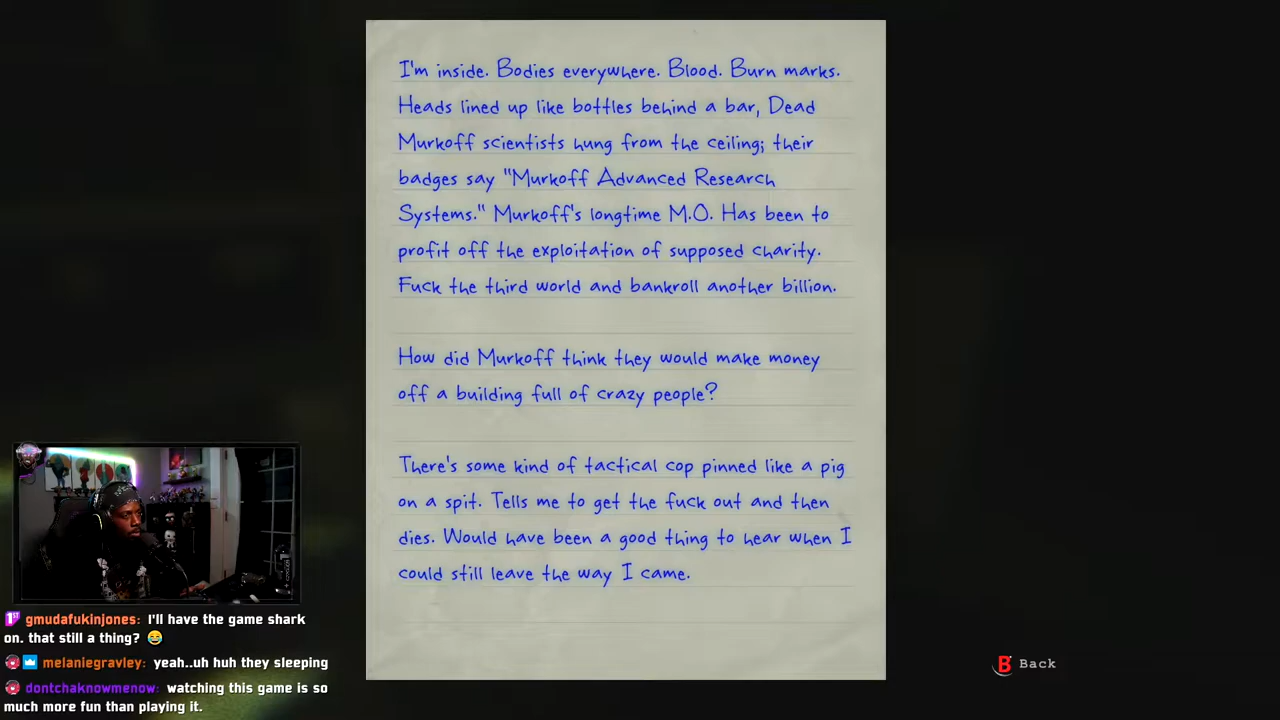 I'm inside. Bodies everywhere. Blood. Burn marks.
Heads lined up like bottles behind a bar, Dead
Murkoff scientists hung from the ceiling; their
badges say "Murkoff Advanced Research
Systems." Murkoff's longtime M.O. Has been to
profit off the exploitation of supposed charity.
Fuck the third world and bankroll another billion.
How did Murkoff think they would make money
off a building full of crazy people?
There's some kind of tactical cop pinned like a pig
on a spit. Tells me to get the fuck out and then
dies. Would have been a good thing to hear when I
could still leave the way I came.
gmudafukinjones: I'll have the game shark
on. that still a thing? 😂
melaniegravley: yeah..uh huh they sleeping
dontchaknowmenow: watching this game is so
much more fun than playing it.
B Back